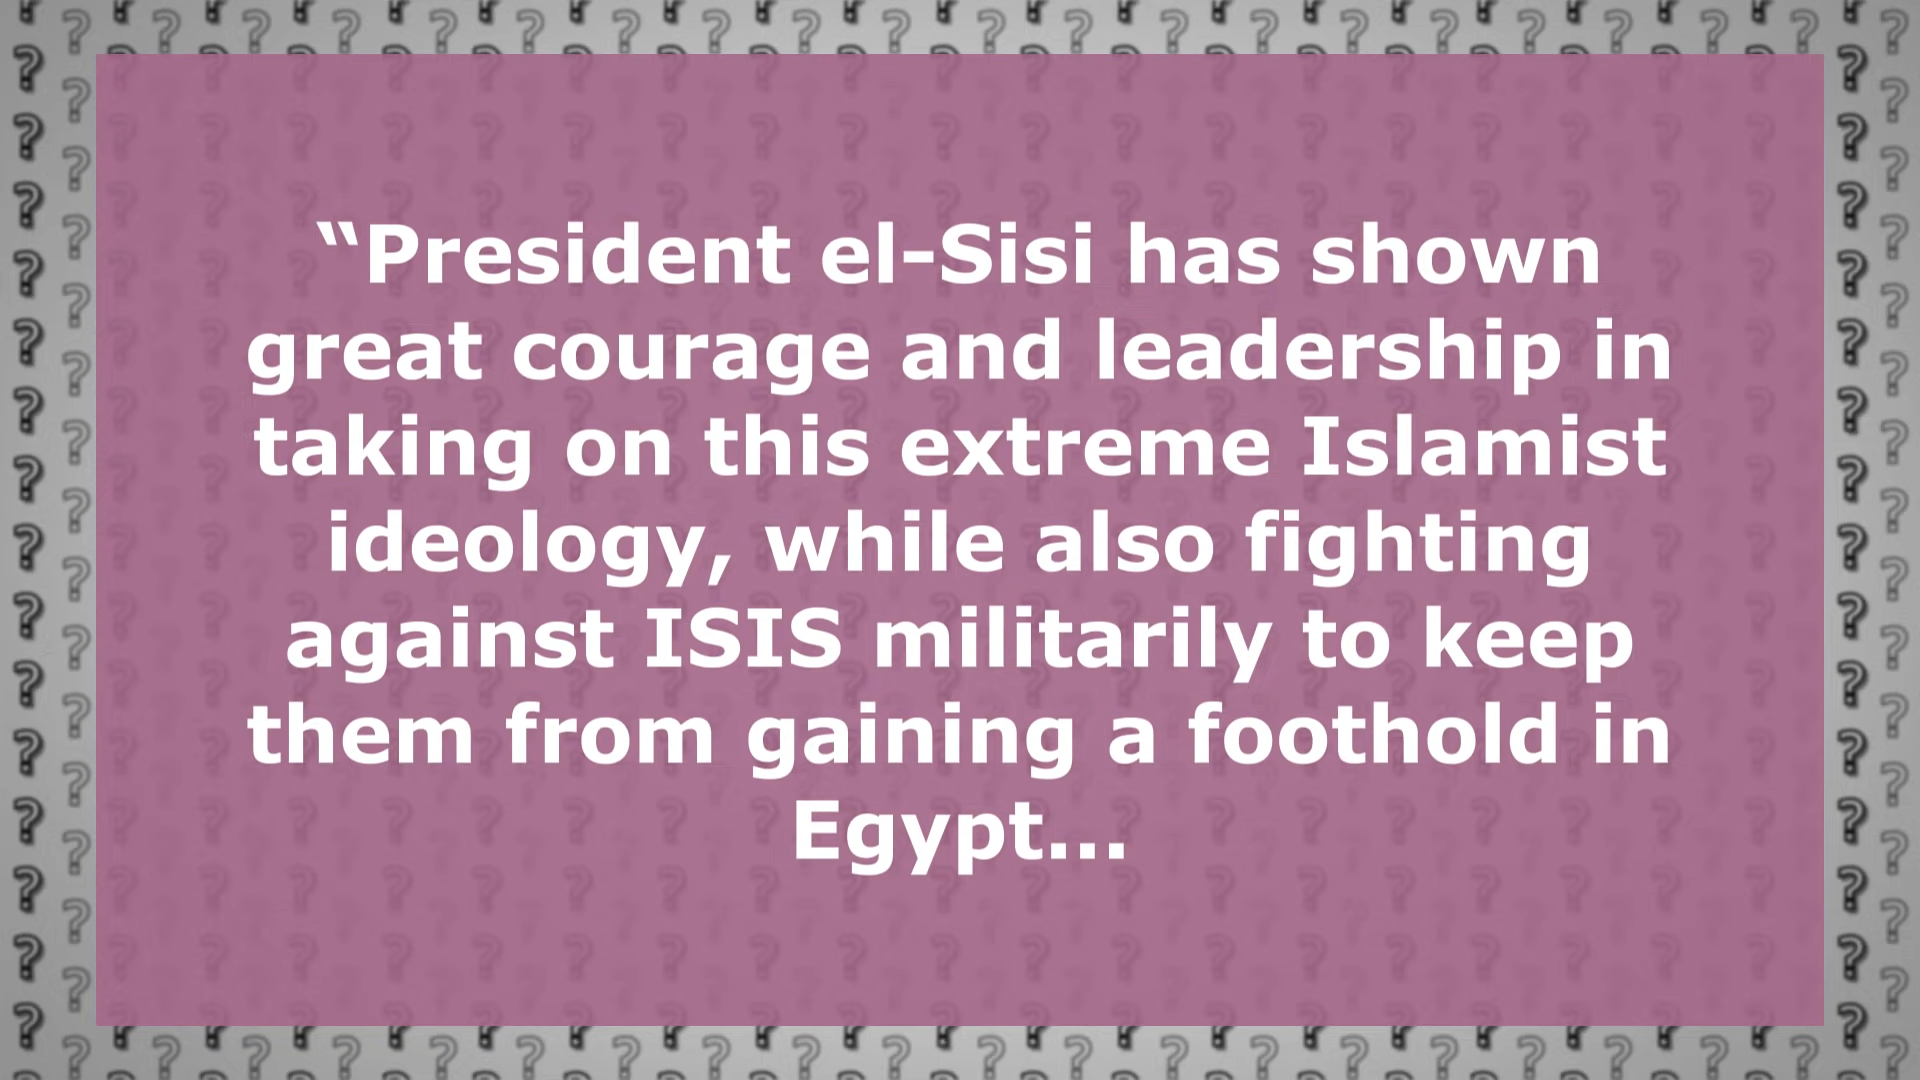 “President el-Sisi has shown
great courage and leadership in
taking on this extreme Islamist
ideology, while also fighting
against ISIS militarily to keep
them from gaining a foothold in
Egypt...